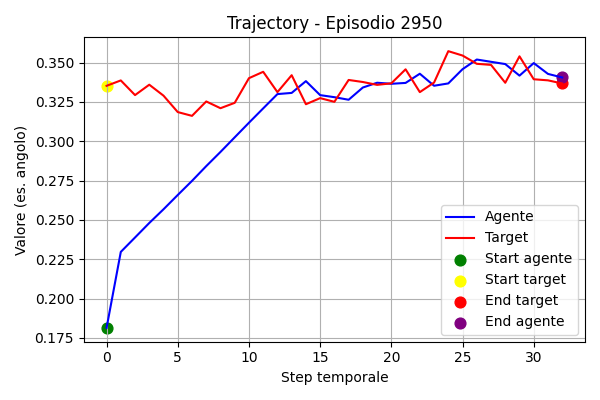 Trajectory - Episodio 2950
Valore (es. angolo)
0.350
0.325
0.300
0.275
0.250
0.225
0.200
0.175
0
5
10
15
20
25
30
Step temporale
Agente
Target
Start agente
Start target
End target
End agente